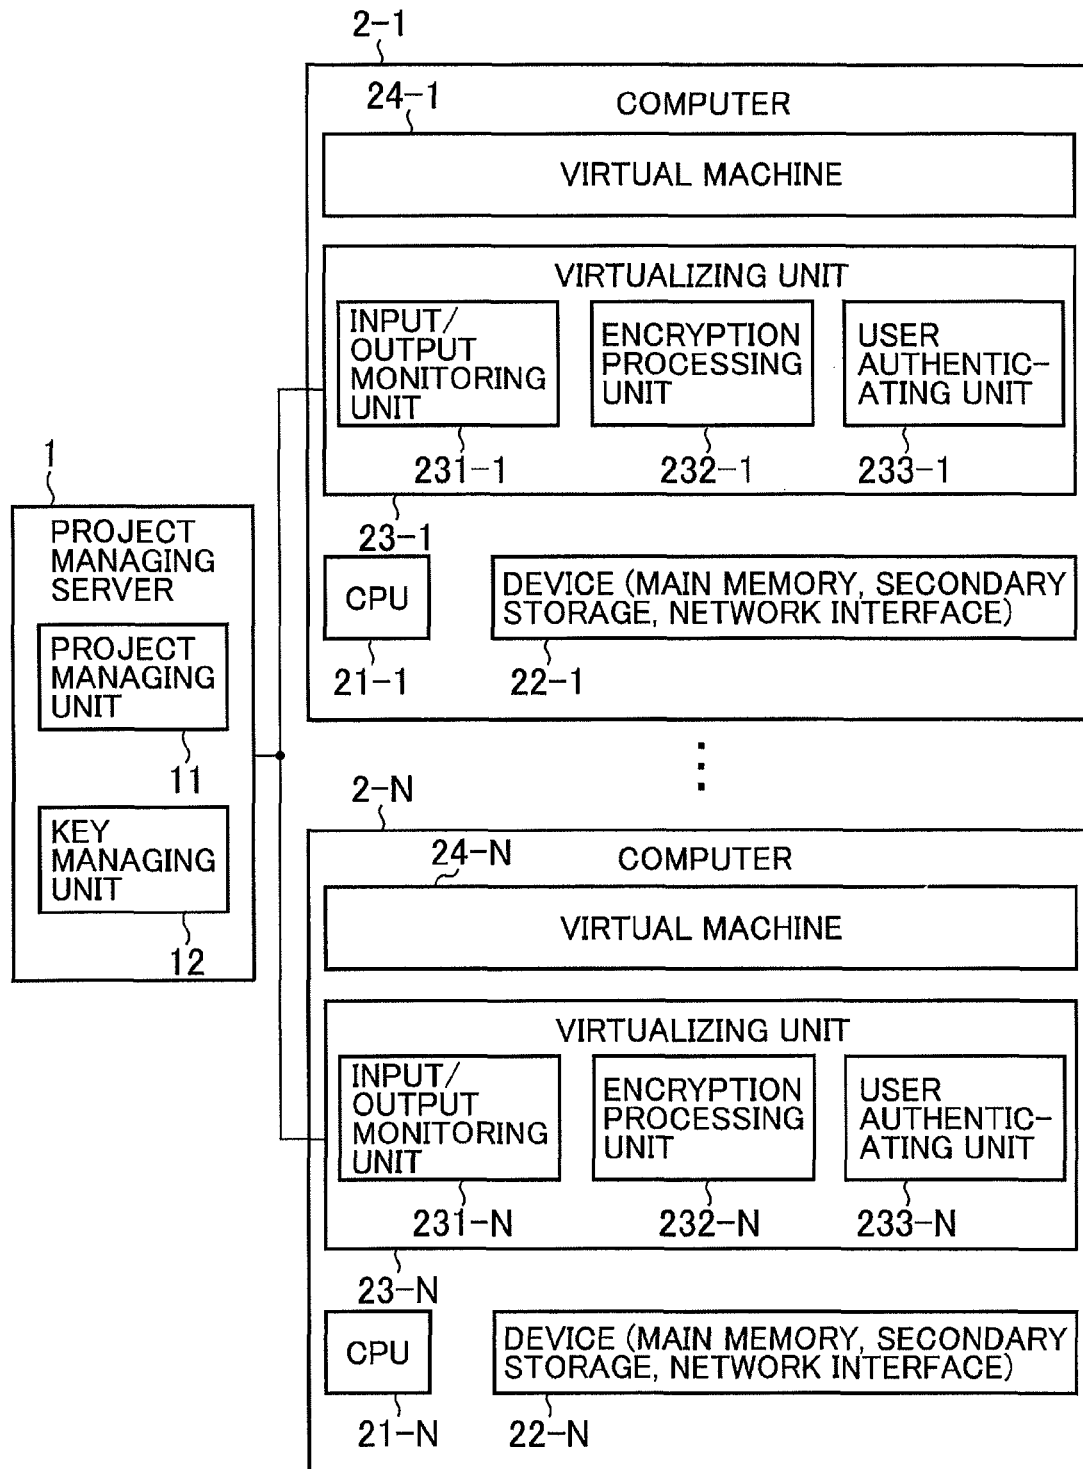 2-1
24-1
COMPUTER
VIRTUAL MACHINE
VIRTUALIZING UNIT
INPUT/
OUTPUT
MONITORING
UNIT
ENCRYPTION
PROCESSING
UNIT
USER
AUTHENTIC-
ATING UNIT
231-1
232-1
233-1
23-1
CPU
DEVICE (MAIN MEMORY, SECONDARY
STORAGE, NETWORK INTERFACE)
21-1
22-1
1
PROJECT
MANAGING
SERVER
PROJECT
MANAGING
UNIT
11
KEY
MANAGING
UNIT
12
2-N
24-N
COMPUTER
VIRTUAL MACHINE
VIRTUALIZING UNIT
INPUT/
OUTPUT
MONITORING
UNIT
ENCRYPTION
PROCESSING
UNIT
USER
AUTHENTIC-
ATING UNIT
231-N
232-N
233-N
23-N
CPU
DEVICE (MAIN MEMORY, SECONDARY
STORAGE, NETWORK INTERFACE)
21-N
22-N